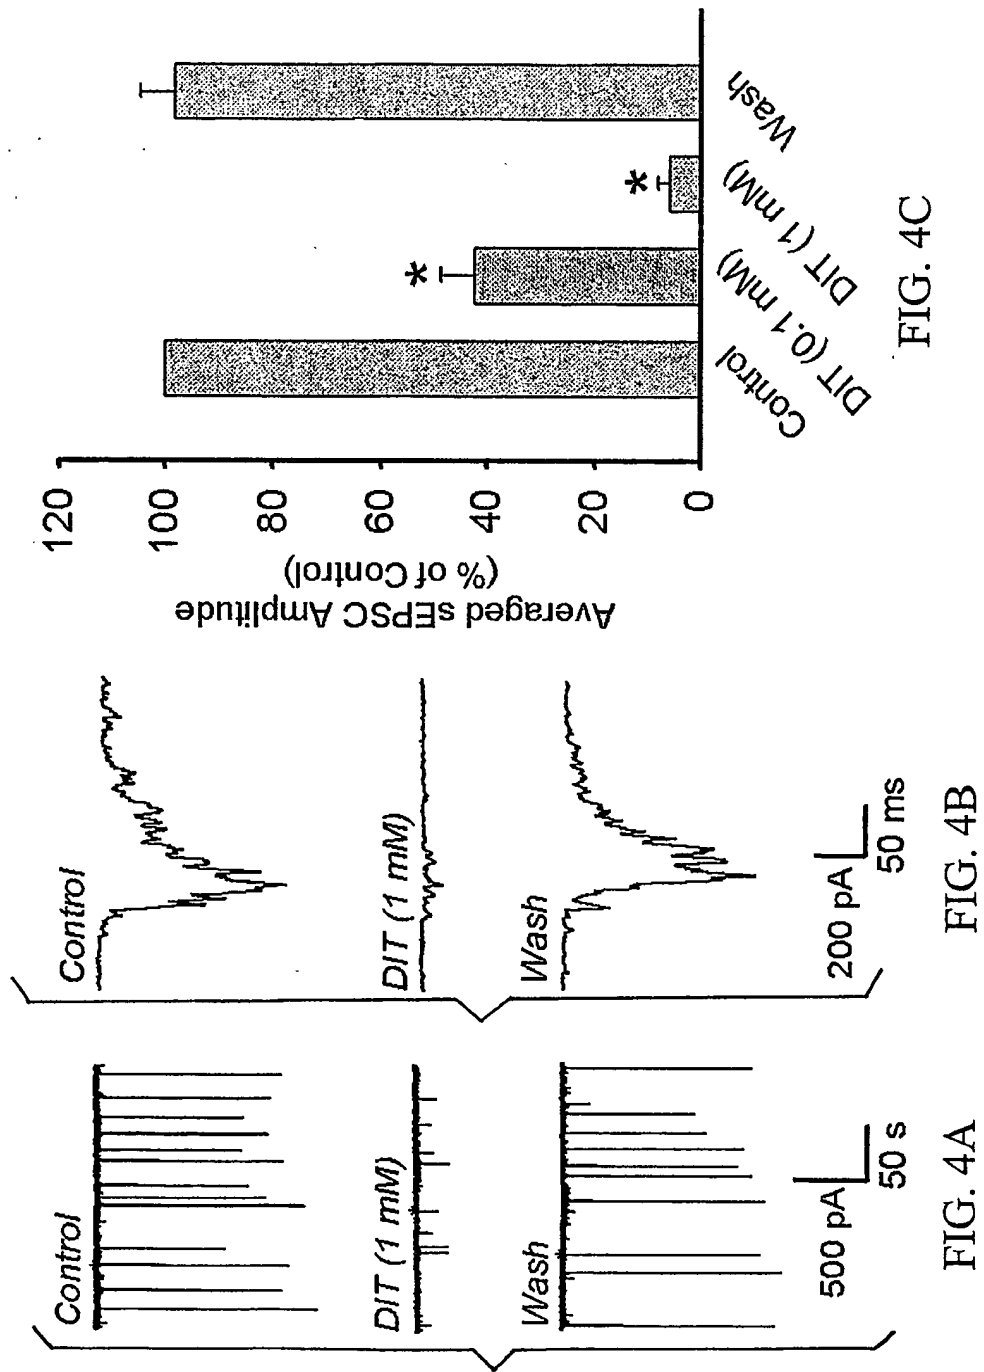 Control
DIT (1 mM)
Wash
500 pA
50 s
FIG. 4A
Control
DIT (1 mM)
Wash
200 pA
50 ms
FIG. 4B
Averaged sEPSC Amplitude
(% of Control)
120
100
80
60
40
20
0
*
*
Control
DIT (0.1 mM)
DIT (1 mM)
Wash
FIG. 4C